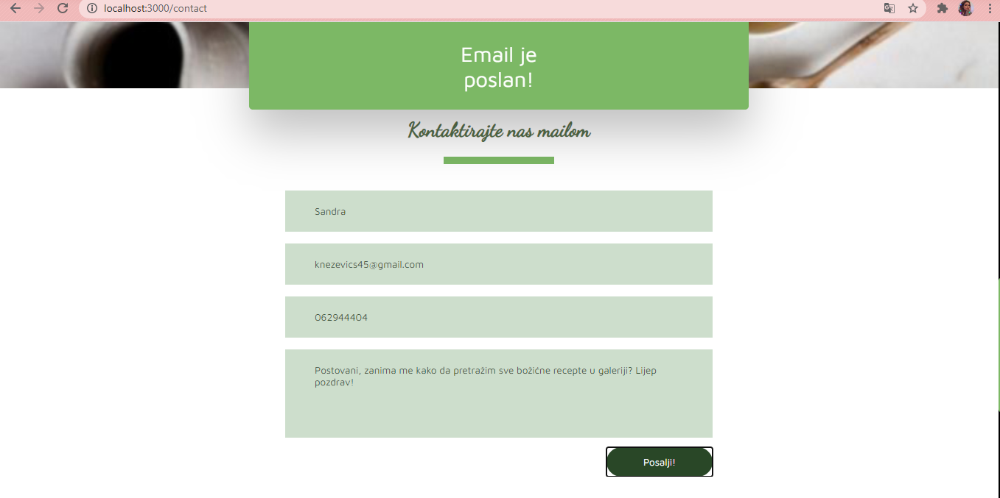 localhost:3000/contact
Email je
poslan!
Kontaktirajte nas mailom
Sandra
knezevics45@gmail.com
062944404
Postovani, zanima me kako da pretražim sve božićne recepte u galeriji? Lijep
pozdrav!
Posalji!